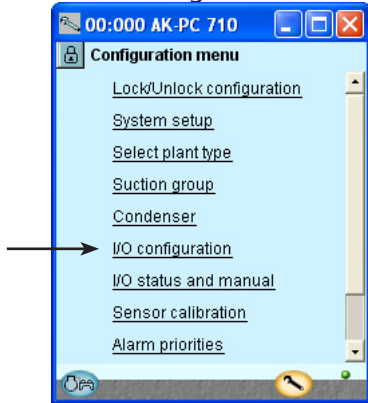 00:000 AK-PC 710
Configuration menu
Lock/Unlock configuration
System setup
Select plant type
Suction group
Condenser
I/O configuration
I/O status and manual
Sensor calibration
Alarm priorities